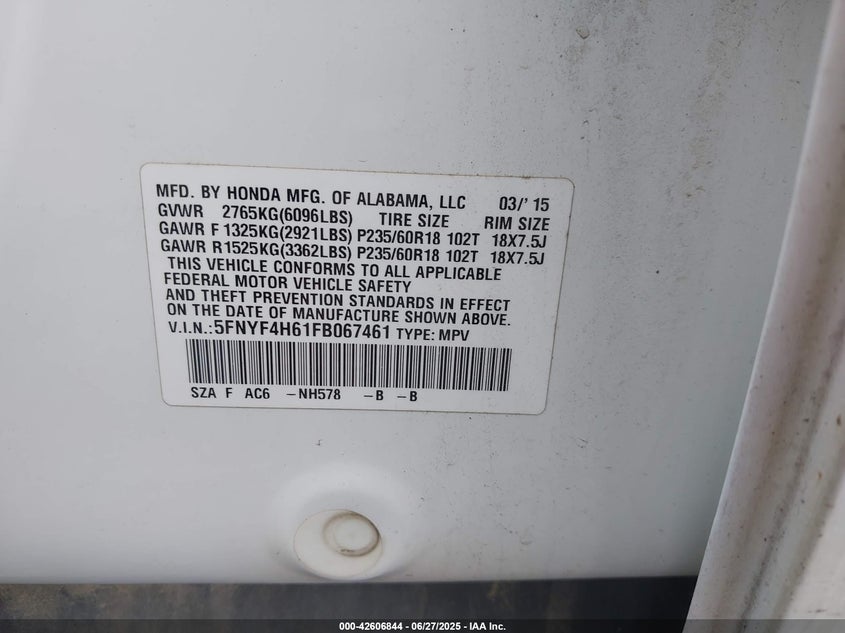 MFD. BY HONDA MFG. OF ALABAMA, LLC 03/'15
GVWR 2765KG(6096LBS) TIRE SIZE RIM SIZE
GAWR F 1325KG(2921LBS) P235/60R18 102T 18X7.5J
GAWR R 1525KG(3362LBS) P235/60R18 102T 18X7.5J
THIS VEHICLE CONFORMS TO ALL APPLICABLE
FEDERAL MOTOR VEHICLE SAFETY
AND THEFT PREVENTION STANDARDS IN EFFECT
ON THE DATE OF MANUFACTURE SHOWN ABOVE.
V.I.N.:5FNYF4H61FB067461 TYPE: MPV
SZA F AC6 -NH578 -B -B
000-42606844 / 06/27/2025 - IAA Inc.